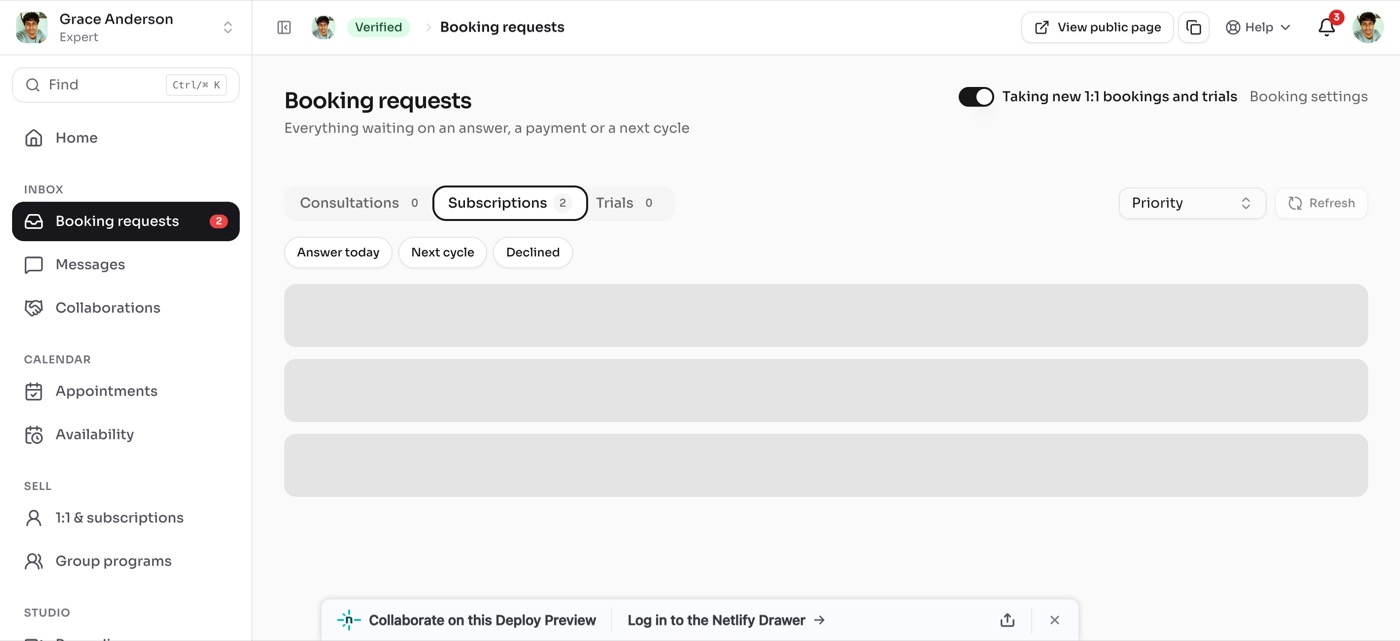 Grace Anderson
Expert
Verified
Booking requests
View public page
Help
3
Find
Ctrl/⌘ K
Home
INBOX
Booking requests 2
Messages
Collaborations
CALENDAR
Appointments
Availability
SELL
1:1 & subscriptions
Group programs
STUDIO
Booking requests
Everything waiting on an answer, a payment or a next cycle
Taking new 1:1 bookings and trials
Booking settings
Consultations 0
Subscriptions 2
Trials 0
Priority
Refresh
Answer today
Next cycle
Declined
Collaborate on this Deploy Preview
Log in to the Netlify Drawer →